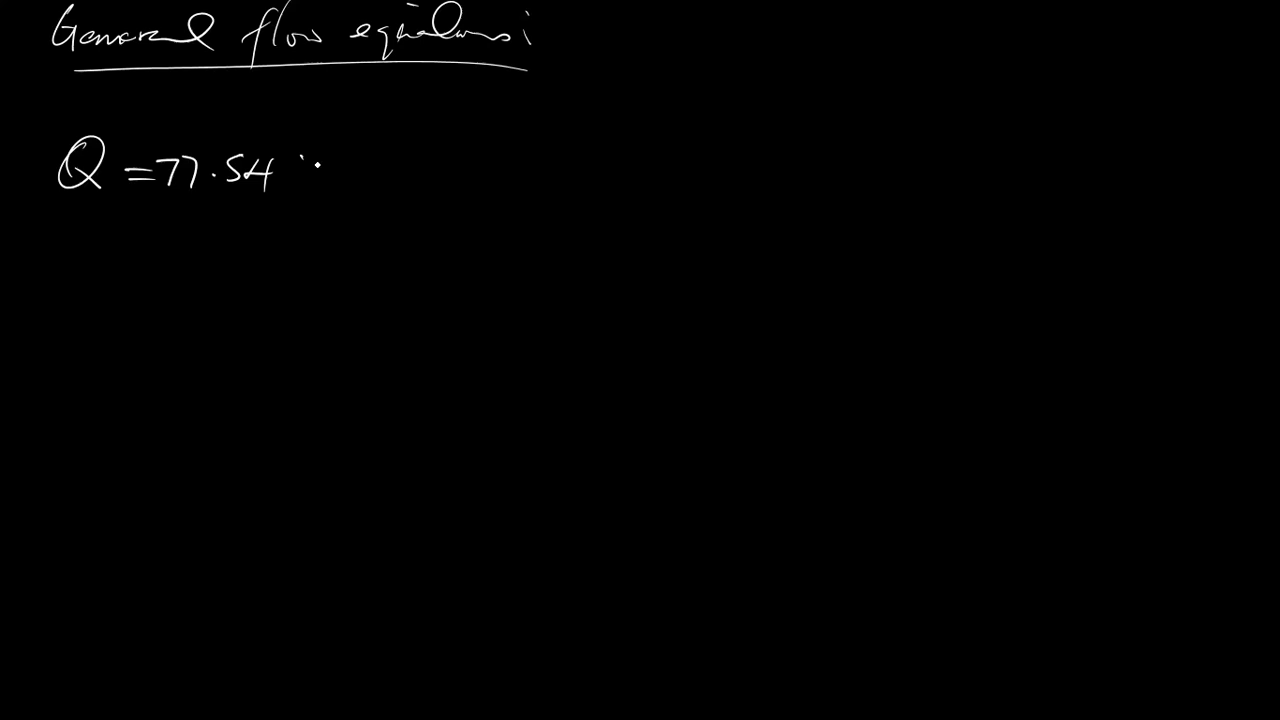 General flow equations:
Q = 77.54